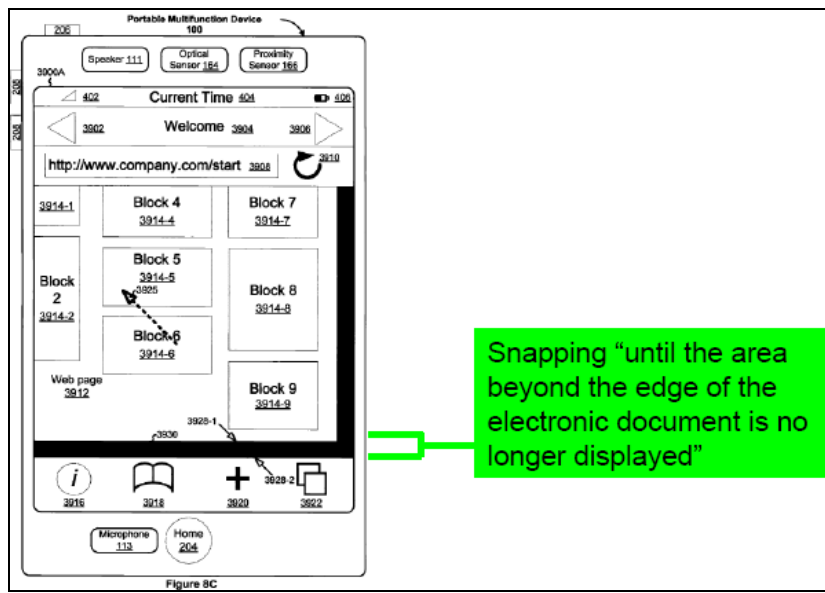 Portable Multifunction Device
100
206
Speaker 111
Optical
Sensor 164
Proximity
Sensor 166
3900A
208
208
402
Current Time 404
406
3902
Welcome 3904
3906
http://www.company.com/start 3908
3910
3914-1
Block 4
3914-4
Block 7
3914-7
Block 5
3914-5
3925
Block
2
3914-2
Block 8
3914-8
Block 6
3914-6
Web page
3912
Block 9
3914-9
3928-1
3930
3928-2
i
3916
3918
3920
3922
Microphone
113
Home
204
Figure 8C
Snapping “until the area
beyond the edge of the
electronic document is no
longer displayed”